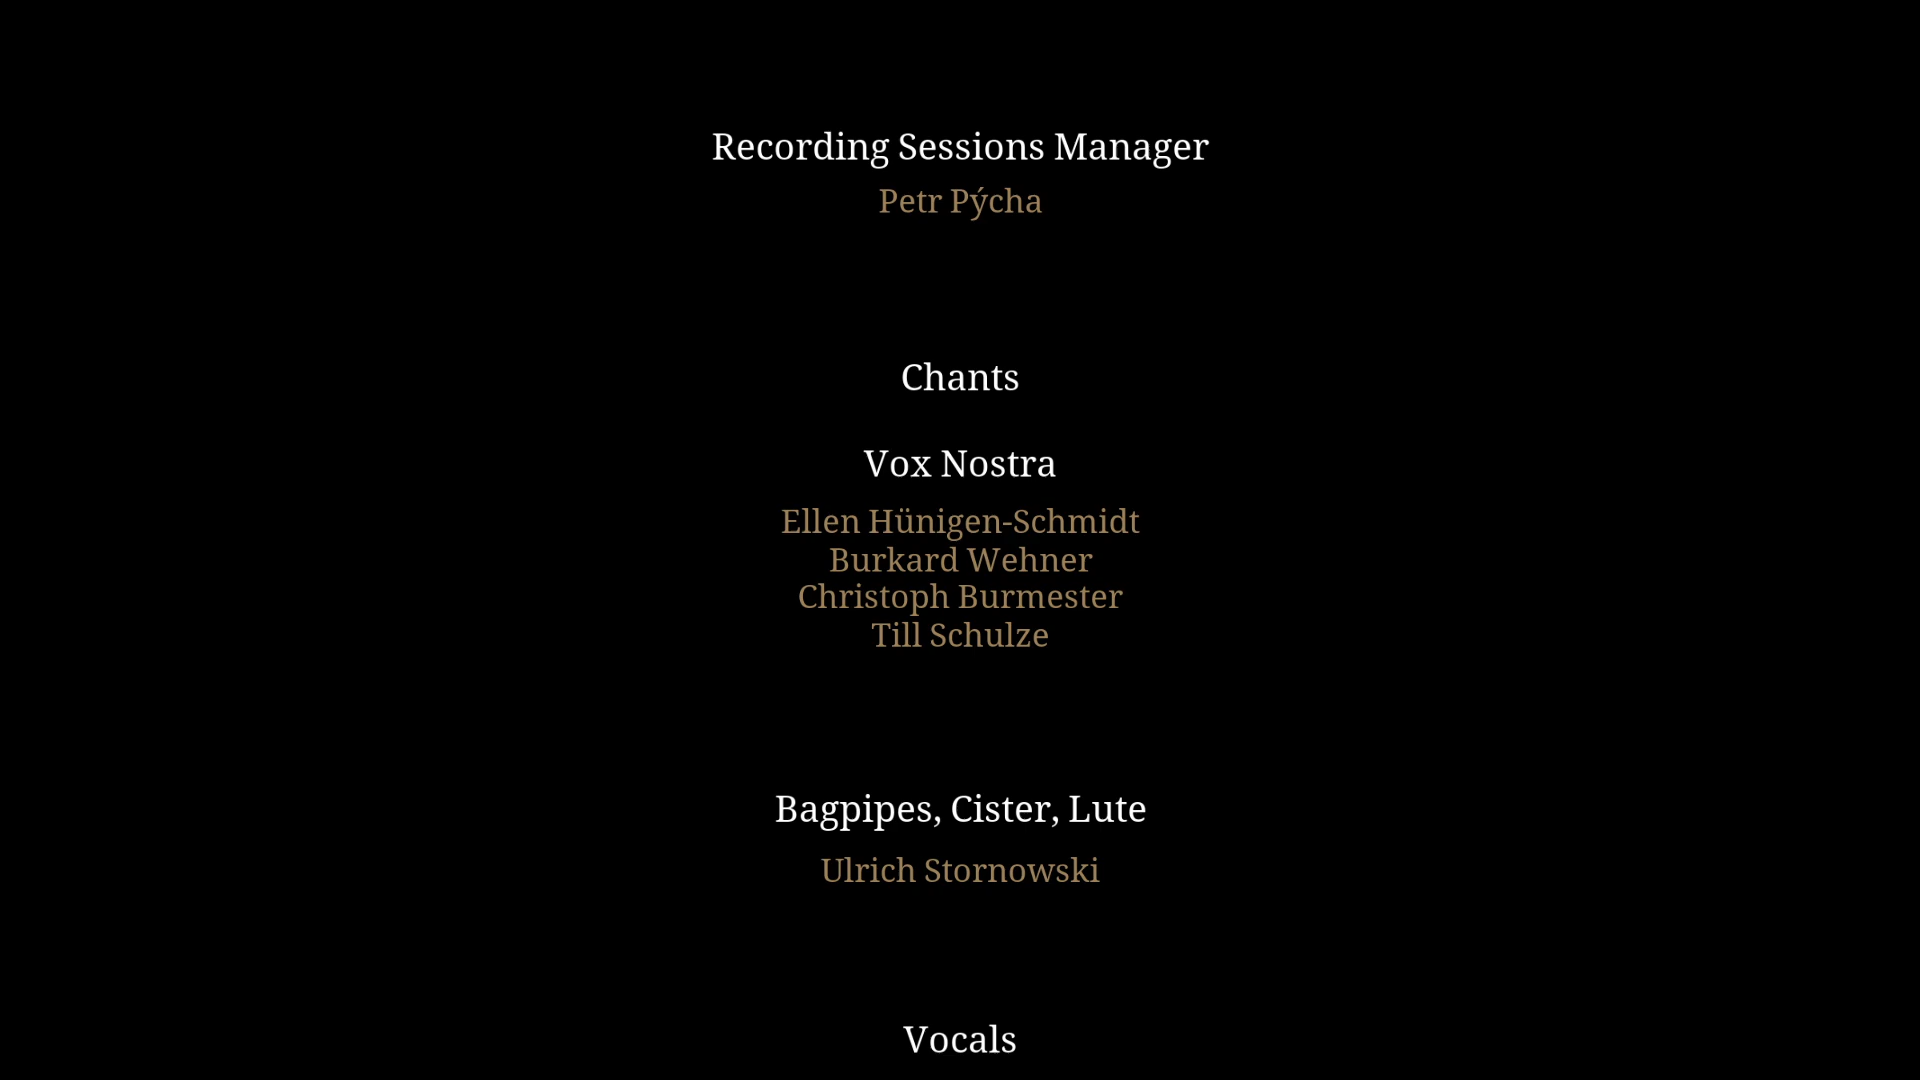 Recording Sessions Manager
Petr Pýcha
Chants
Vox Nostra
Ellen Hünigen-Schmidt
Burkard Wehner
Christoph Burmester
Till Schulze
Bagpipes, Cister, Lute
Ulrich Stornowski
Vocals